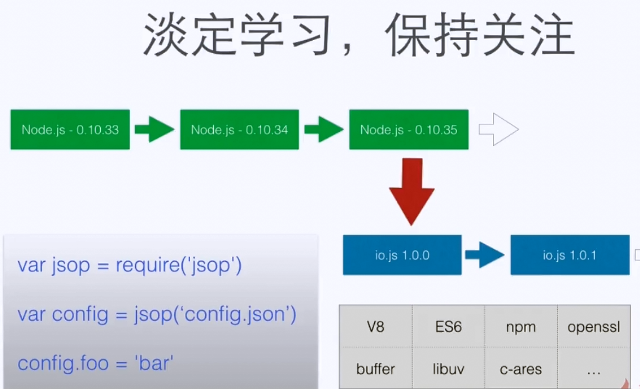 淡定学习，保持关注
Node.js - 0.10.33
Node.js - 0.10.34
Node.js - 0.10.35
io.js 1.0.0
io.js 1.0.1
var jsop = require('jsop')
var config = jsop(‘config.json’)
config.foo = 'bar'
V8 ES6 npm openssl
buffer libuv c-ares ...